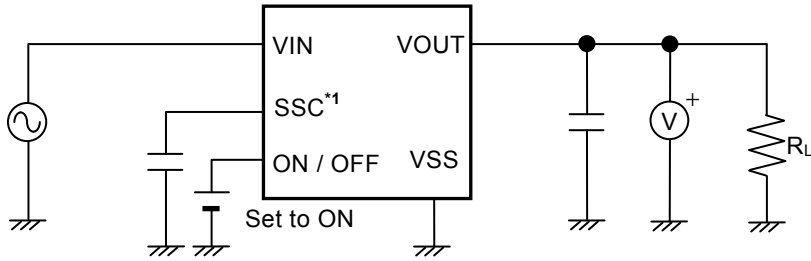 VIN VOUT
SSC*1
+
V
ON / OFF VSS
RL
Set to ON